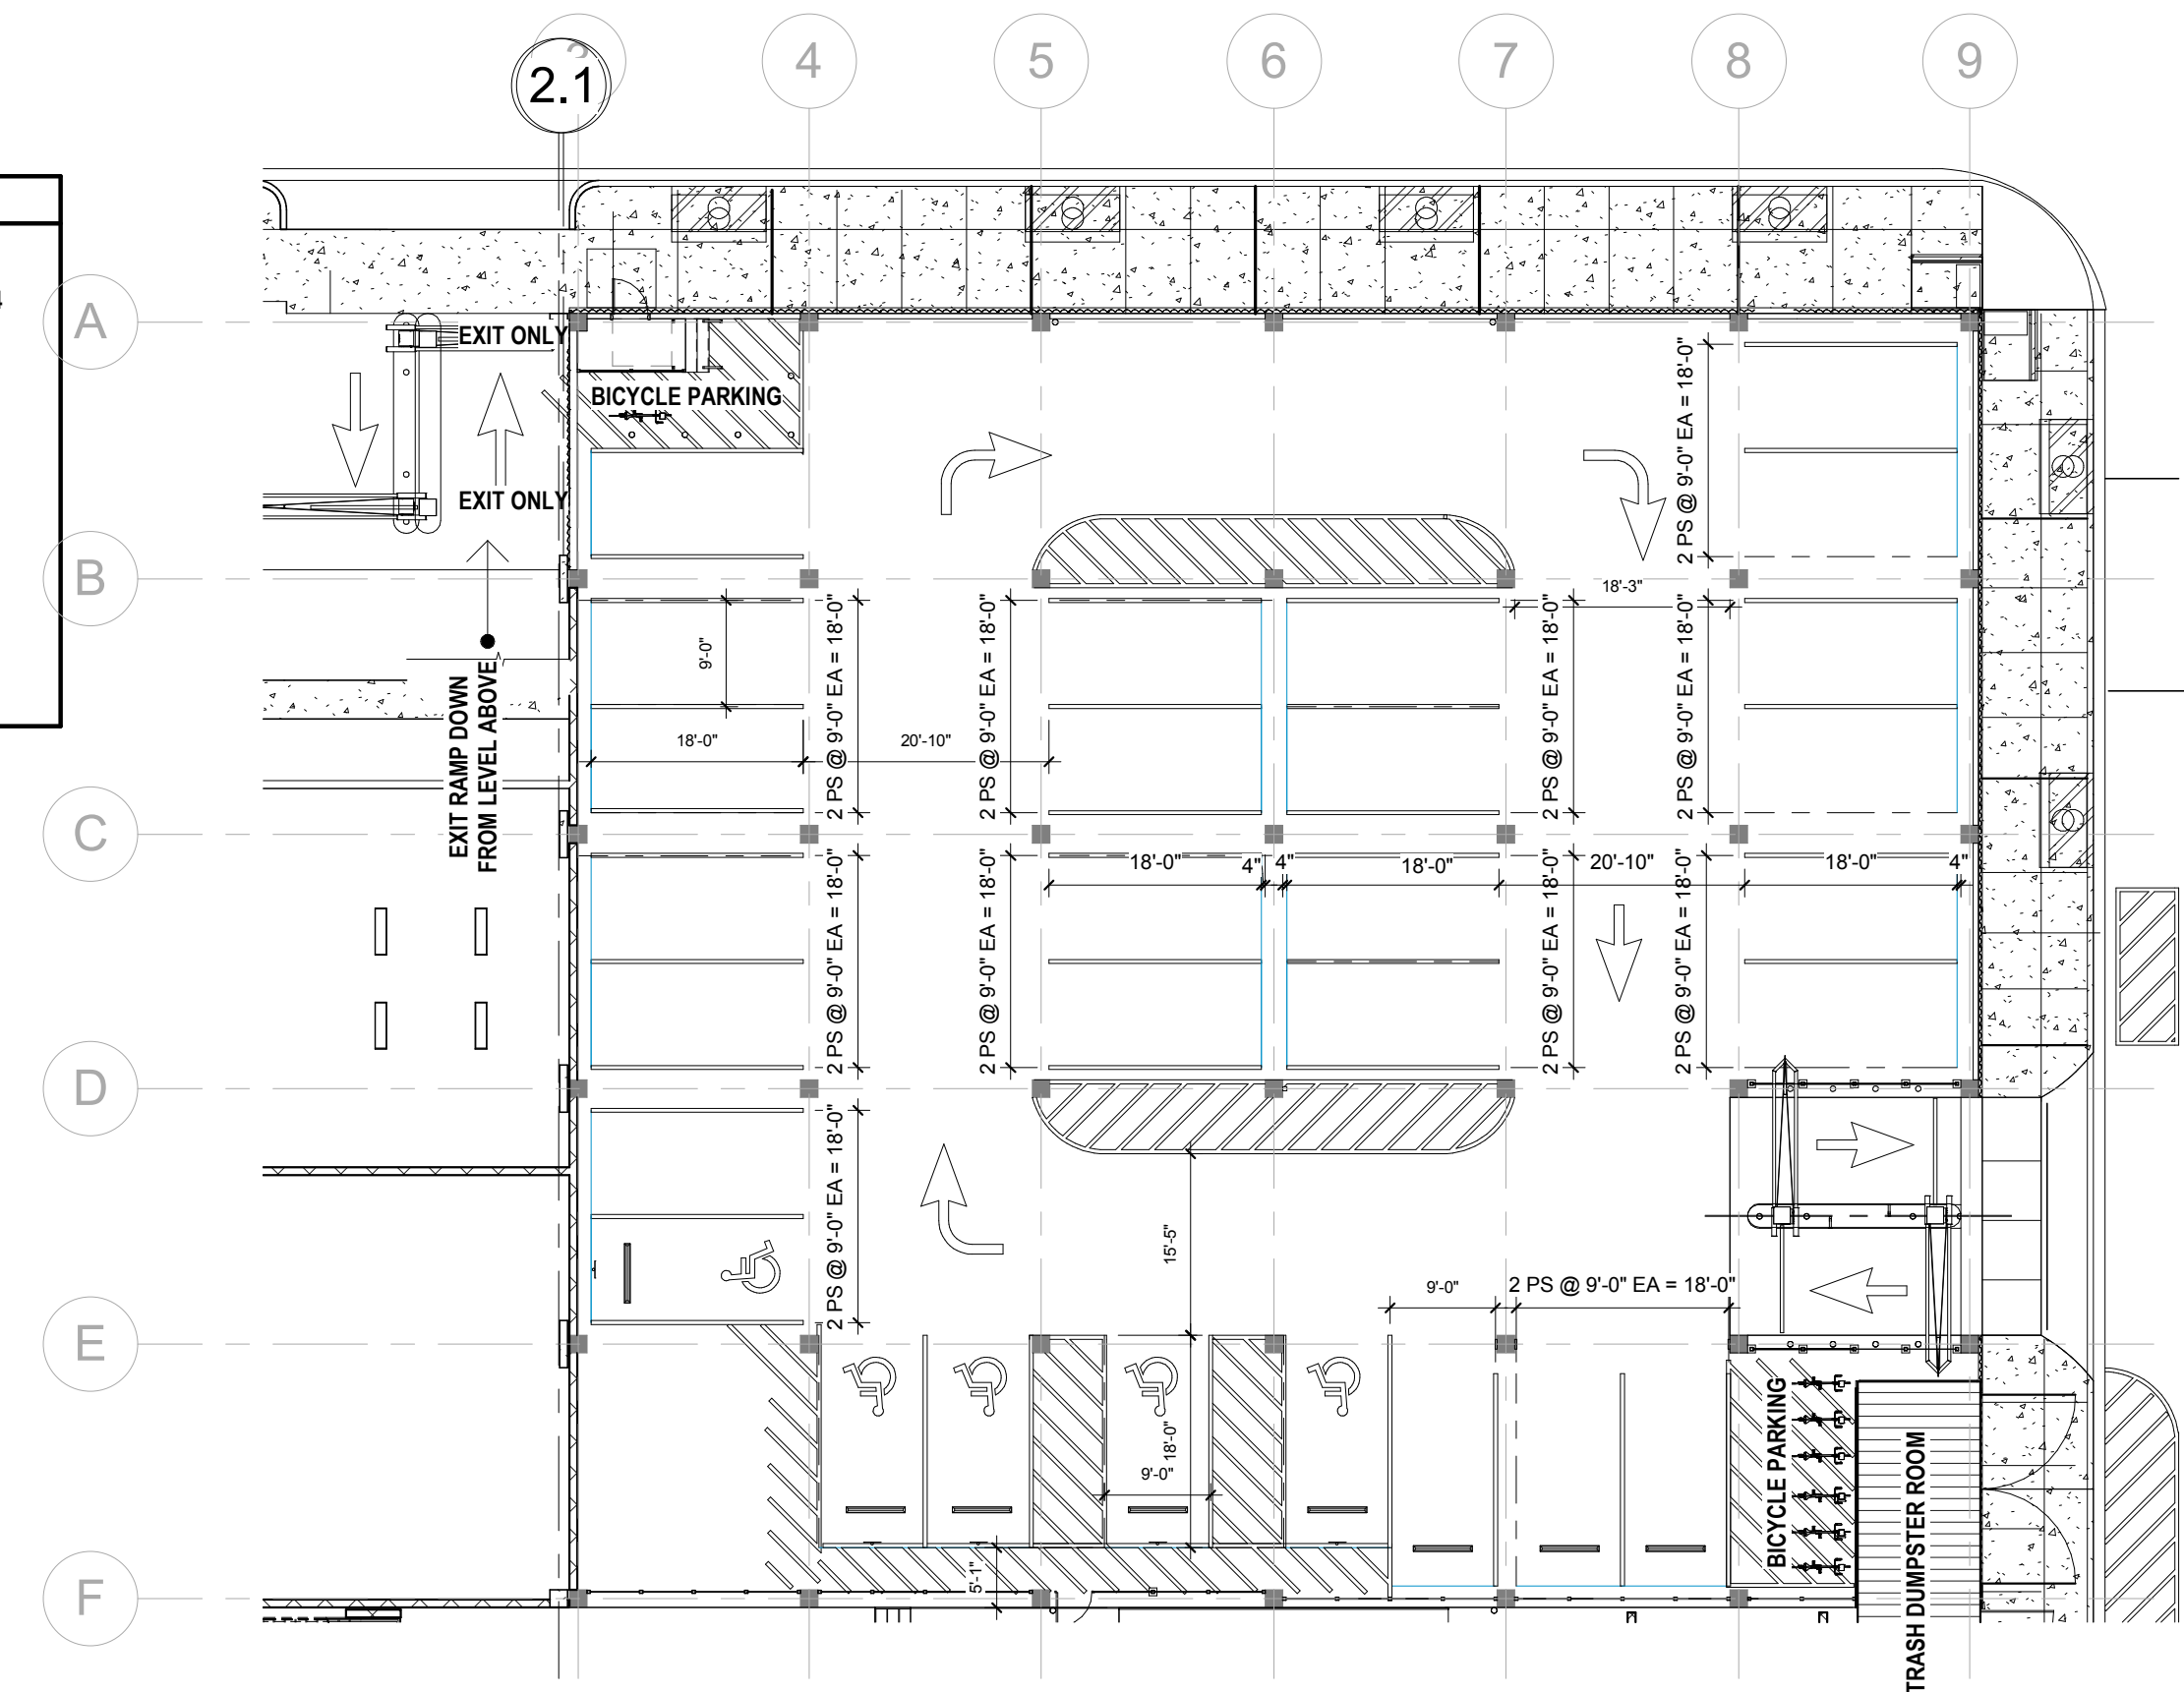 3
2.1
4
5
6
7
8
9
A
EXIT ONLY
BICYCLE PARKING
2 PS @ 9'-0" EA = 18'-0"
EXIT ONLY
B
18'-3"
2 PS @ 9'-0" EA = 18'-0"
2 PS @ 9'-0" EA = 18'-0"
2 PS @ 9'-0" EA = 18'-0"
2 PS @ 9'-0" EA = 18'-0"
9'-0"
18'-0"
20'-10"
EXIT RAMP DOWN
FROM LEVEL ABOVE
C
2 PS @ 9'-0" EA = 18'-0"
2 PS @ 9'-0" EA = 18'-0"
18'-0"
4"
4"
18'-0"
2 PS @ 9'-0" EA = 18'-0"
20'-10"
2 PS @ 9'-0" EA = 18'-0"
18'-0"
4"
D
2 PS @ 9'-0" EA = 18'-0"
15'-5"
9'-0"
2 PS @ 9'-0" EA = 18'-0"
E
18'-0"
9'-0"
BICYCLE PARKING
TRASH DUMPSTER ROOM
5'-1"
F